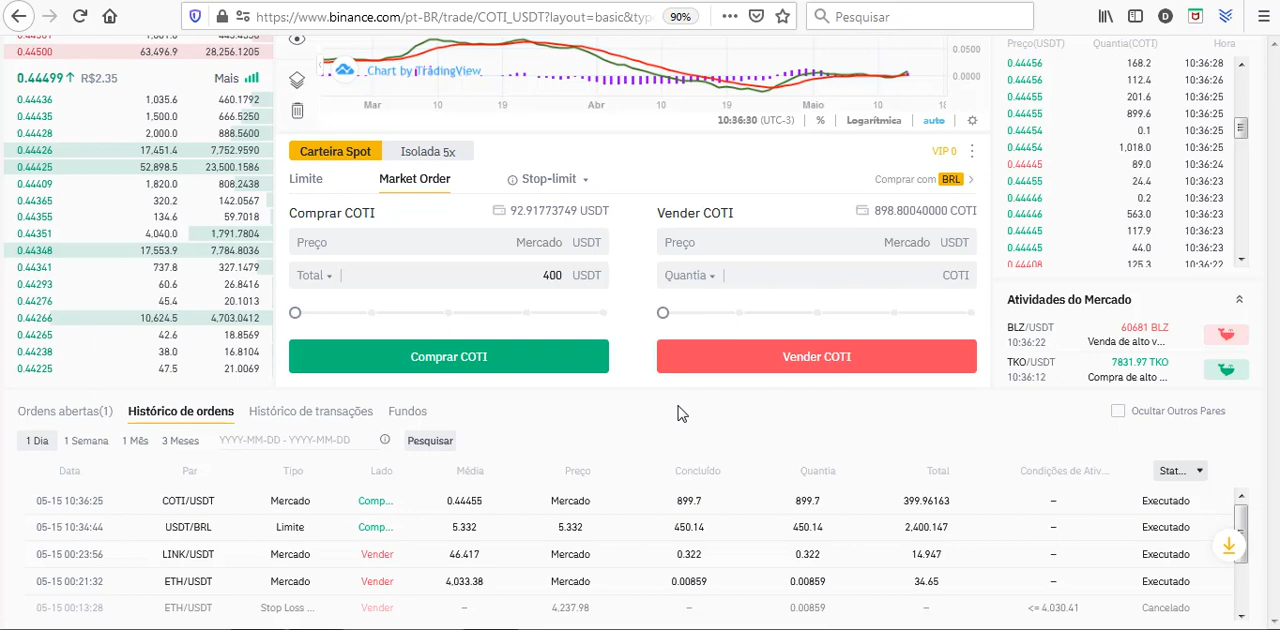 https://www.binance.com/pt-BR/trade/COTI_USDT?layout=basic&typ
90%
Pesquisar
0.44500 63,496.9 28,256.1205
0.44499↑ R$2.35 Mais
0.44436 1,035.6 460.1792
0.44435 1,500.0 666.5250
0.44428 2,000.0 888.5600
0.44426 17,451.4 7,752.9590
0.44425 52,898.5 23,500.1586
0.44409 1,820.0 808.2438
0.44365 320.2 142.0567
0.44355 134.6 59.7018
0.44351 4,040.0 1,791.7804
0.44348 17,553.9 7,784.8036
0.44341 737.8 327.1479
0.44293 60.6 26.8416
0.44276 45.4 20.1013
0.44266 10,624.5 4,703.0412
0.44265 42.6 18.8569
0.44238 38.0 16.8104
0.44225 47.5 21.0069
Chart by TradingView
0.0500
0.0000
Mar 10 19 Abr 10 19 Maio 10 18
10:36:30 (UTC-3) % Logarítmica auto
Carteira Spot Isolada 5x VIP 0
Limite Market Order Stop-limit Comprar com BRL
Comprar COTI 92.91773749 USDT
Preço Mercado USDT
Total 400 USDT
Comprar COTI
Vender COTI 898.80040000 COTI
Preço Mercado USDT
Quantia COTI
Vender COTI
Preço(USDT) Quantia(COTI) Hora
0.44456 168.2 10:36:28
0.44456 112.4 10:36:26
0.44455 201.6 10:36:25
0.44455 899.6 10:36:25
0.44454 0.1 10:36:25
0.44454 1,018.0 10:36:25
0.44445 89.0 10:36:24
0.44455 24.4 10:36:23
0.44446 0.2 10:36:23
0.44446 563.0 10:36:23
0.44445 117.9 10:36:23
0.44445 44.0 10:36:23
0.44408 125.3 10:36:22
Atividades do Mercado
BLZ/USDT 60681 BLZ
10:36:22 Venda de alto v...
TKO/USDT 7831.97 TKO
10:36:12 Compra de alto ...
Ordens abertas(1) Histórico de ordens Histórico de transações Fundos Ocultar Outros Pares
1 Dia 1 Semana 1 Mês 3 Meses YYYY-MM-DD - YYYY-MM-DD Pesquisar
Data Par Tipo Lado Média Preço Concluído Quantia Total Condições de Ativ... Stat...
05-15 10:36:25 COTI/USDT Mercado Comp... 0.44455 Mercado 899.7 899.7 399.96163 – Executado
05-15 10:34:44 USDT/BRL Limite Comp... 5.332 5.332 450.14 450.14 2,400.147 – Executado
05-15 00:23:56 LINK/USDT Mercado Vender 46.417 Mercado 0.322 0.322 14.947 – Executado
05-15 00:21:32 ETH/USDT Mercado Vender 4,033.38 Mercado 0.00859 0.00859 34.65 – Executado
05-15 00:13:28 ETH/USDT Stop Loss ... Vender – 4,237.98 – 0.00859 – <= 4,030.41 Cancelado